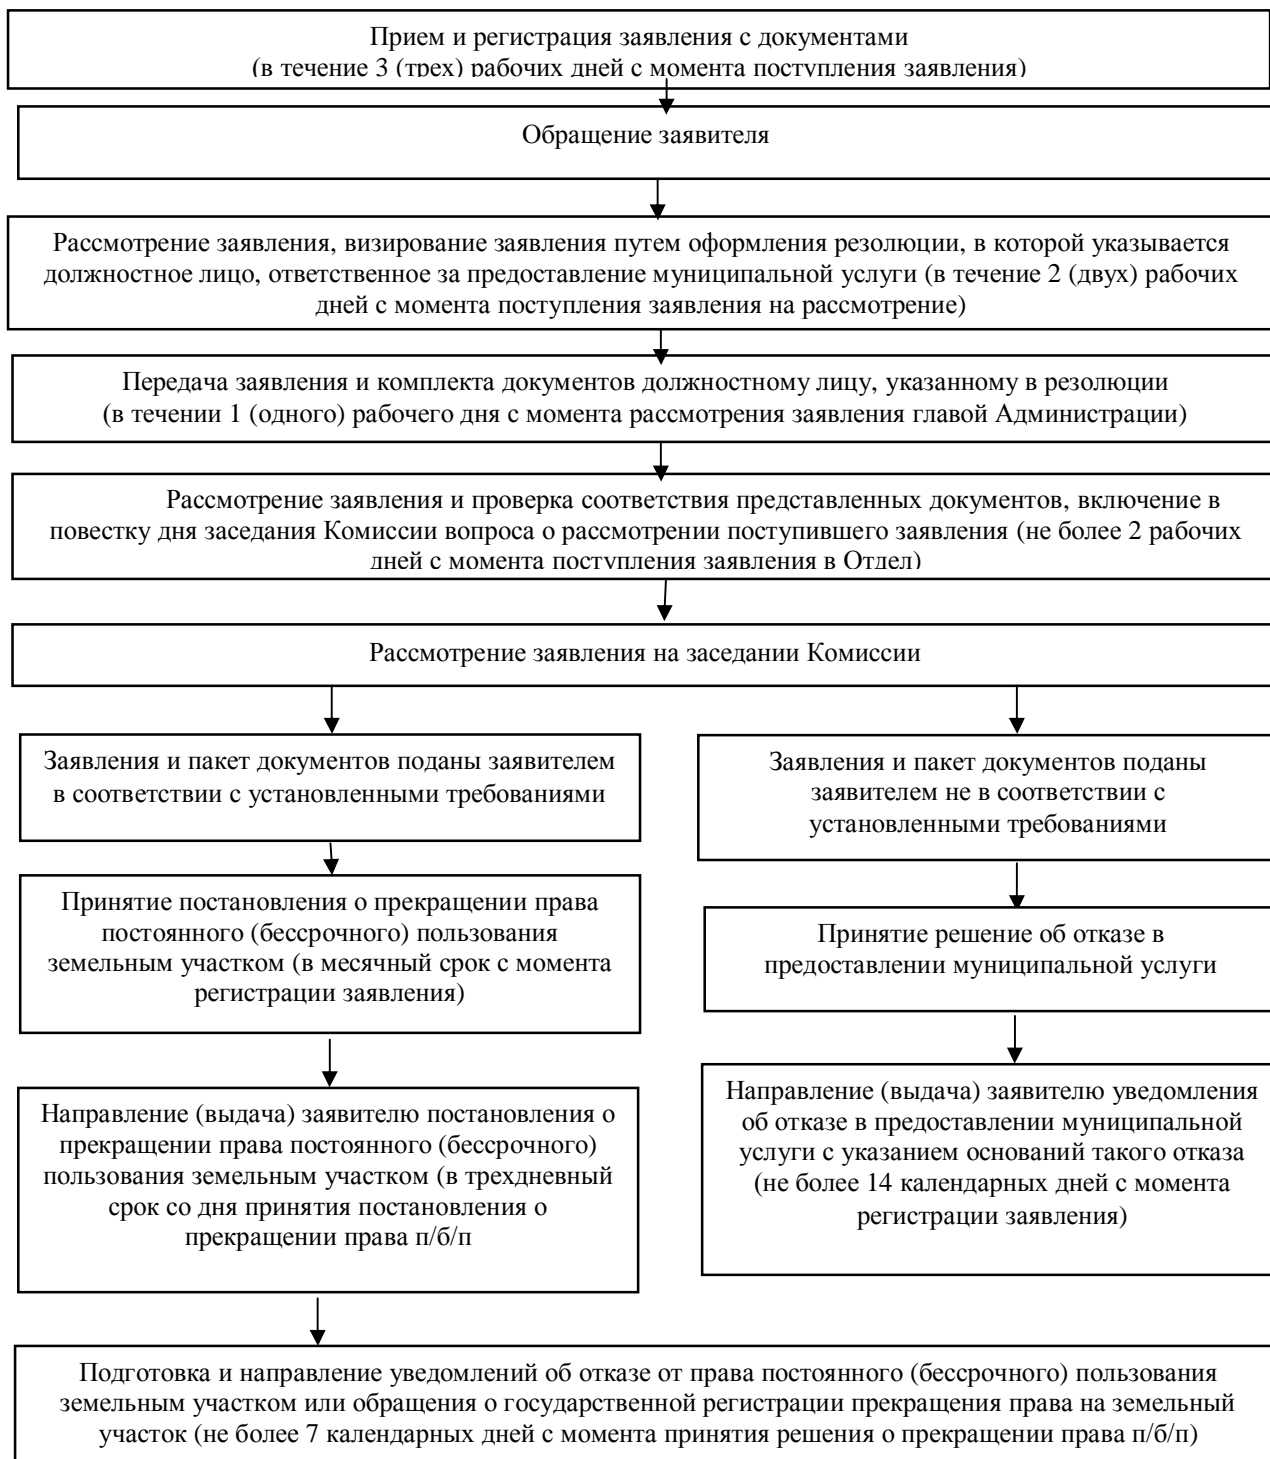 Прием и регистрация заявления с документами
(в течение 3 (трех) рабочих дней с момента поступления заявления)
Обращение заявителя
Рассмотрение заявления, визирование заявления путем оформления резолюции, в которой указывается
должностное лицо, ответственное за предоставление муниципальной услуги (в течение 2 (двух) рабочих
дней с момента поступления заявления на рассмотрение)
Передача заявления и комплекта документов должностному лицу, указанному в резолюции
(в течении 1 (одного) рабочего дня с момента рассмотрения заявления главой Администрации)
Рассмотрение заявления и проверка соответствия представленных документов, включение в
повестку дня заседания Комиссии вопроса о рассмотрении поступившего заявления (не более 2 рабочих
дней с момента поступления заявления в Отдел)
Рассмотрение заявления на заседании Комиссии
Заявления и пакет документов поданы заявителем
в соответствии с установленными требованиями
Заявления и пакет документов поданы
заявителем не в соответствии с
установленными требованиями
Принятие постановления о прекращении права
постоянного (бессрочного) пользования
земельным участком (в месячный срок с момента
регистрации заявления)
Принятие решение об отказе в
предоставлении муниципальной услуги
Направление (выдача) заявителю постановления о
прекращении права постоянного (бессрочного)
пользования земельным участком (в трехдневный
срок со дня принятия постановления о
прекращении права п/б/п
Направление (выдача) заявителю уведомления
об отказе в предоставлении муниципальной
услуги с указанием оснований такого отказа
(не более 14 календарных дней с момента
регистрации заявления)
Подготовка и направление уведомлений об отказе от права постоянного (бессрочного) пользования
земельным участком или обращения о государственной регистрации прекращения права на земельный
участок (не более 7 календарных дней с момента принятия решения о прекращении права п/б/п)